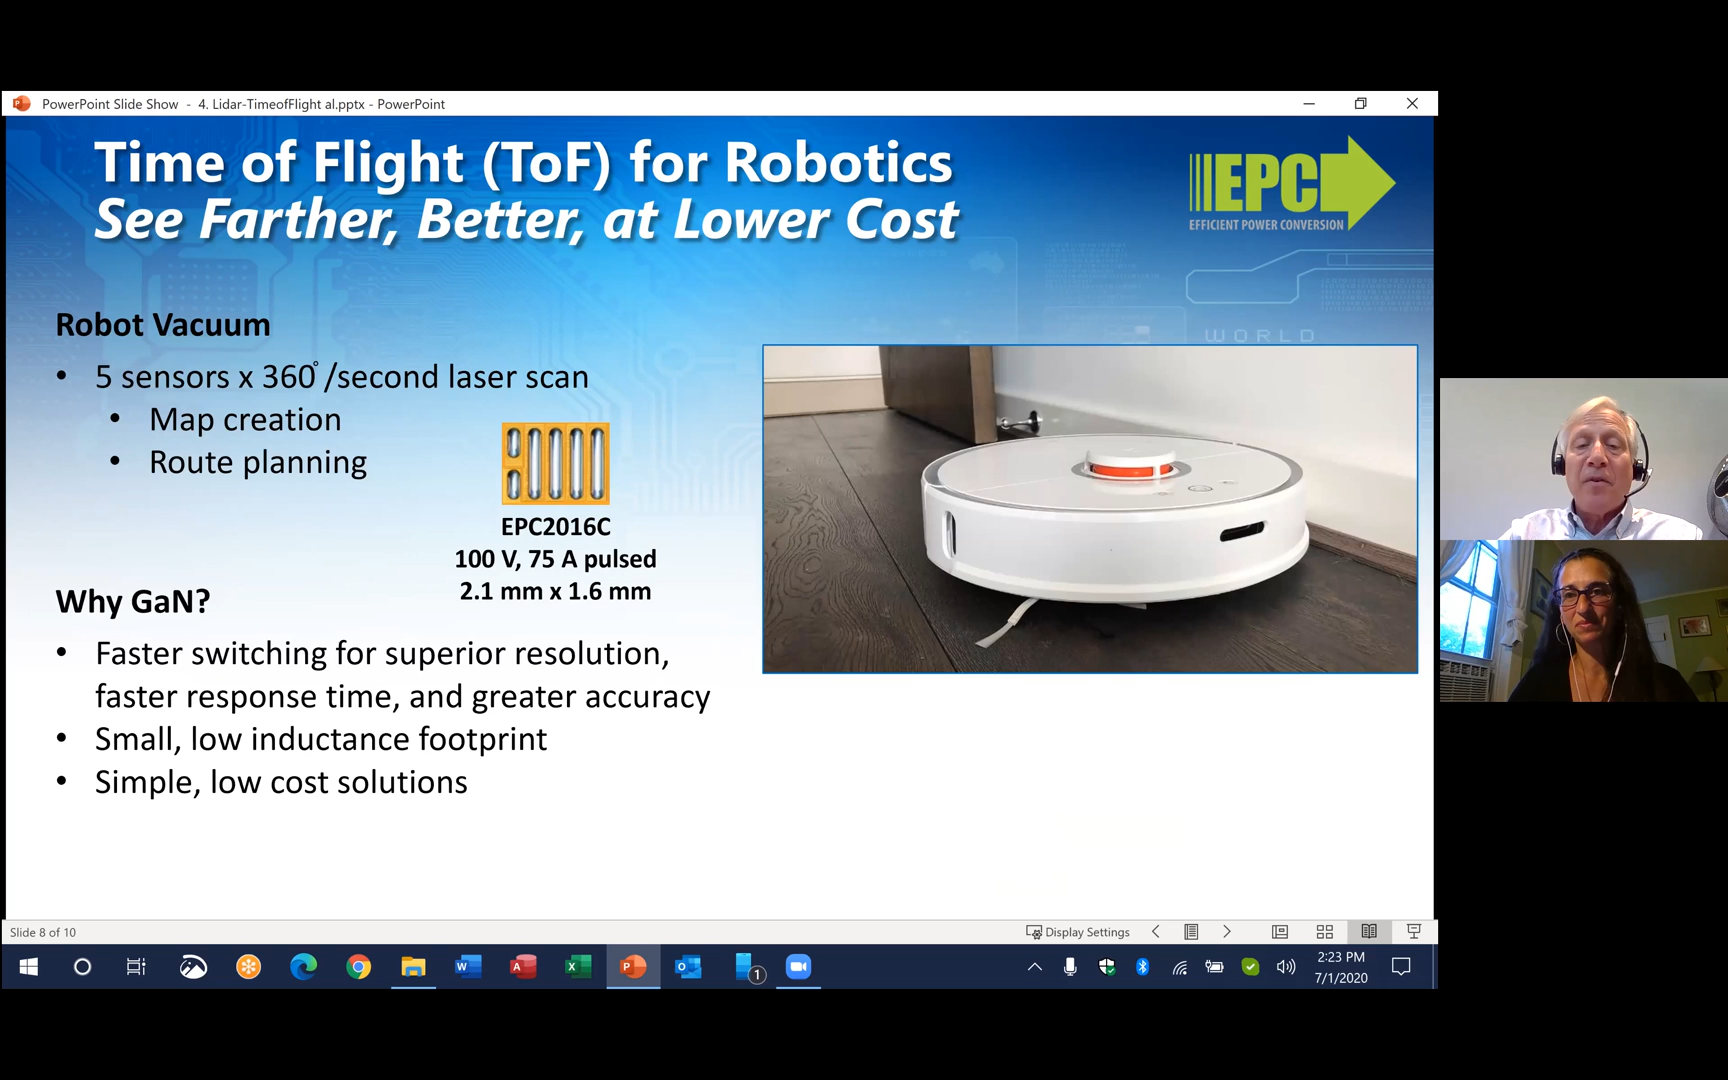 PowerPoint Slide Show - 4. Lidar-TimeofFlight al.pptx - PowerPoint
Time of Flight (ToF) for Robotics
See Farther, Better, at Lower Cost
EPC
EFFICIENT POWER CONVERSION
WORLD
Robot Vacuum
• 5 sensors x 360°/second laser scan
• Map creation
• Route planning
EPC2016C
100 V, 75 A pulsed
2.1 mm x 1.6 mm
Why GaN?
• Faster switching for superior resolution,
faster response time, and greater accuracy
• Small, low inductance footprint
• Simple, low cost solutions
Slide 8 of 10
Display Settings
1
2:23 PM
7/1/2020